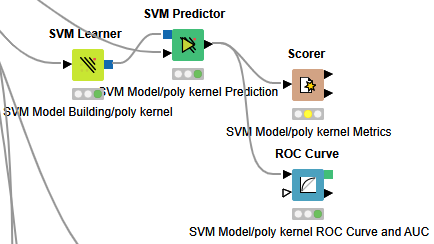 SVM Predictor
SVM Learner
Scorer
SVM Model/poly kernel Prediction
SVM Model Building/poly kernel
SVM Model/poly kernel Metrics
ROC Curve
SVM Model/poly kernel ROC Curve and AUC